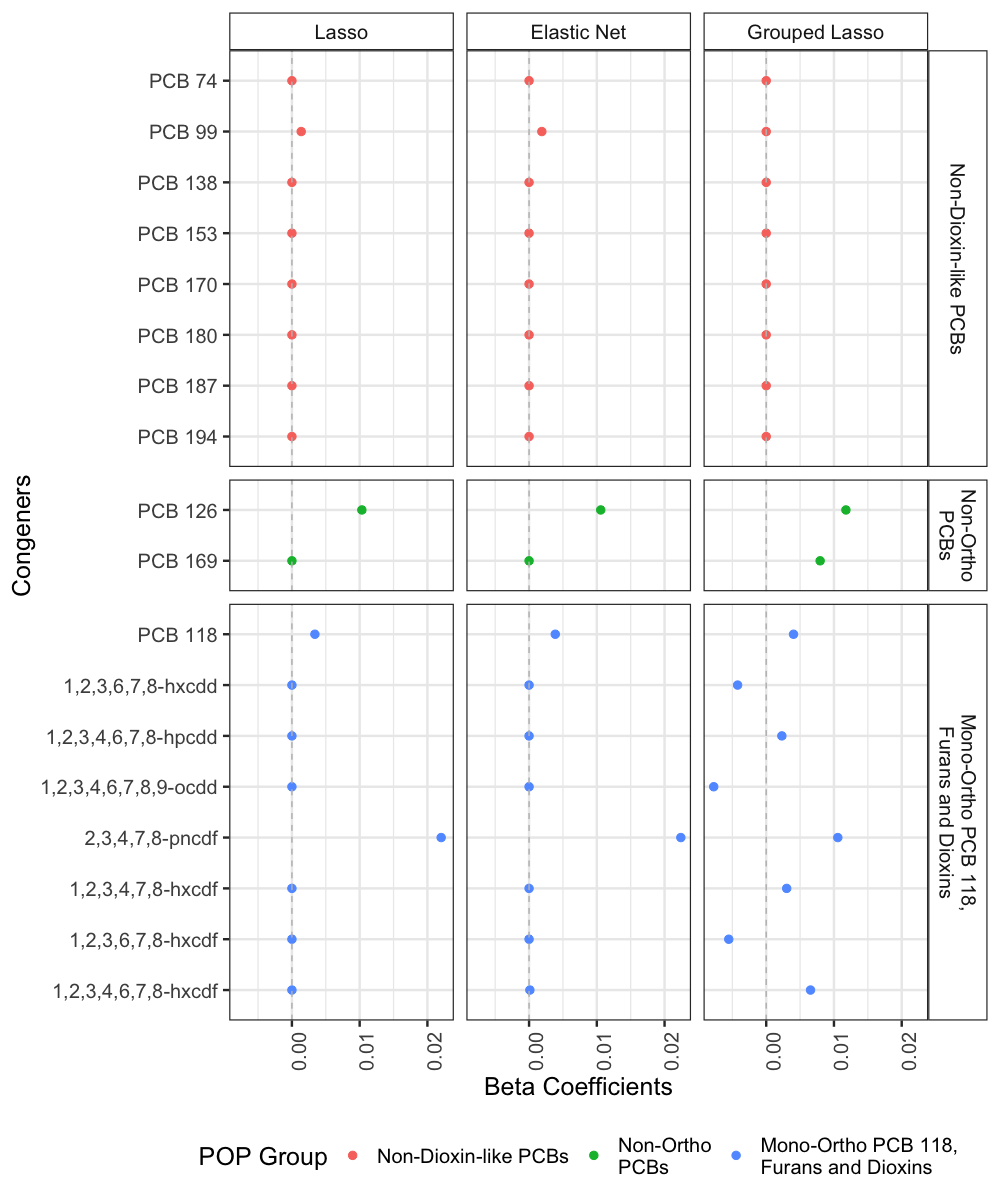 Lasso
Elastic Net
Grouped Lasso
PCB 74
PCB 99
PCB 138
PCB 153
PCB 170
PCB 180
PCB 187
PCB 194
Non-Dioxin-like PCBs
PCB 126
PCB 169
Non-Ortho
PCBs
PCB 118
1,2,3,6,7,8-hxcdd
1,2,3,4,6,7,8-hpcdd
1,2,3,4,6,7,8,9-ocdd
2,3,4,7,8-pncdf
1,2,3,4,7,8-hxcdf
1,2,3,6,7,8-hxcdf
1,2,3,4,6,7,8-hxcdf
Mono-Ortho PCB 118,
Furans and Dioxins
Congeners
0.00 0.01 0.02
0.00 0.01 0.02
0.00 0.01 0.02
Beta Coefficients
POP Group
Non-Dioxin-like PCBs
Non-Ortho
PCBs
Mono-Ortho PCB 118,
Furans and Dioxins